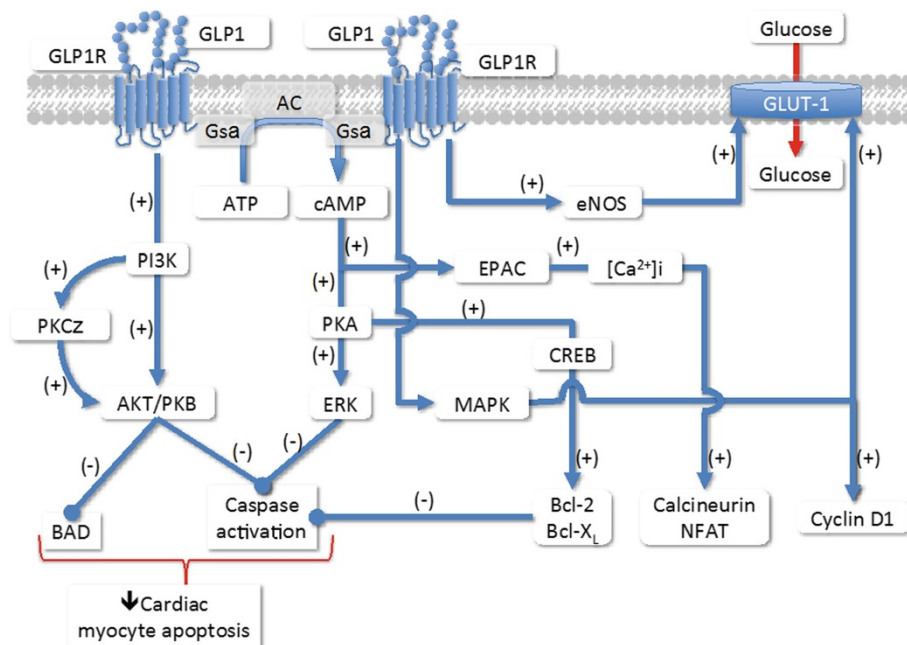 GLP1R
GLP1
GLP1
GLP1R
Glucose
AC
GLUT-1
Gsa
Gsa
(+)
(+)
Glucose
(+)
ATP
cAMP
(+)
eNOS
(+)
(+)
PI3K
(+)
EPAC
[Ca²⁺]i
(+)
PKCz
(+)
PKA
(+)
(+)
CREB
(+)
AKT/PKB
ERK
MAPK
(-)
(-)
(-)
(+)
(+)
(+)
BAD
Caspase
activation
(-)
Bcl-2
Bcl-X_L
Calcineurin
NFAT
Cyclin D1
↓Cardiac
myocyte apoptosis